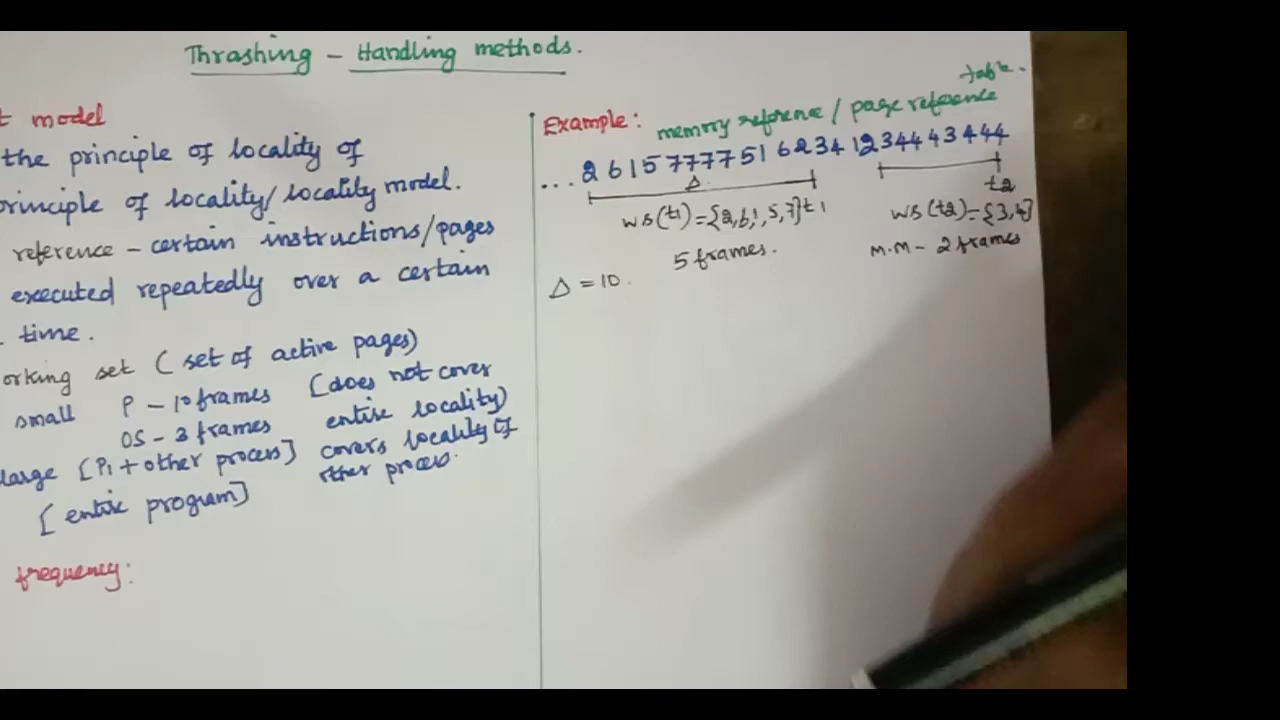 Thrashing – Handling methods.
t model
the principle of locality of
principle of locality/locality model.
reference – certain instructions/pages
executed repeatedly over a certain
time.
orking set ( set of active pages)
small P – 10 frames [does not cover
OS – 3 frames entire locality)
large [P1 + other process] covers locality of
other process.
[entire program]
frequency:
Example: memory reference / page reference
table.
... 2 6 1 5 7 7 7 7 5 1 6 2 3 4 1 2 3 4 4 4 3 4 4 4
Δ
t2
ws(t1) = {2,6,1,5,7} t1
ws(t2) = {3,4}
5 frames.
M.M – 2 frames
Δ = 10.